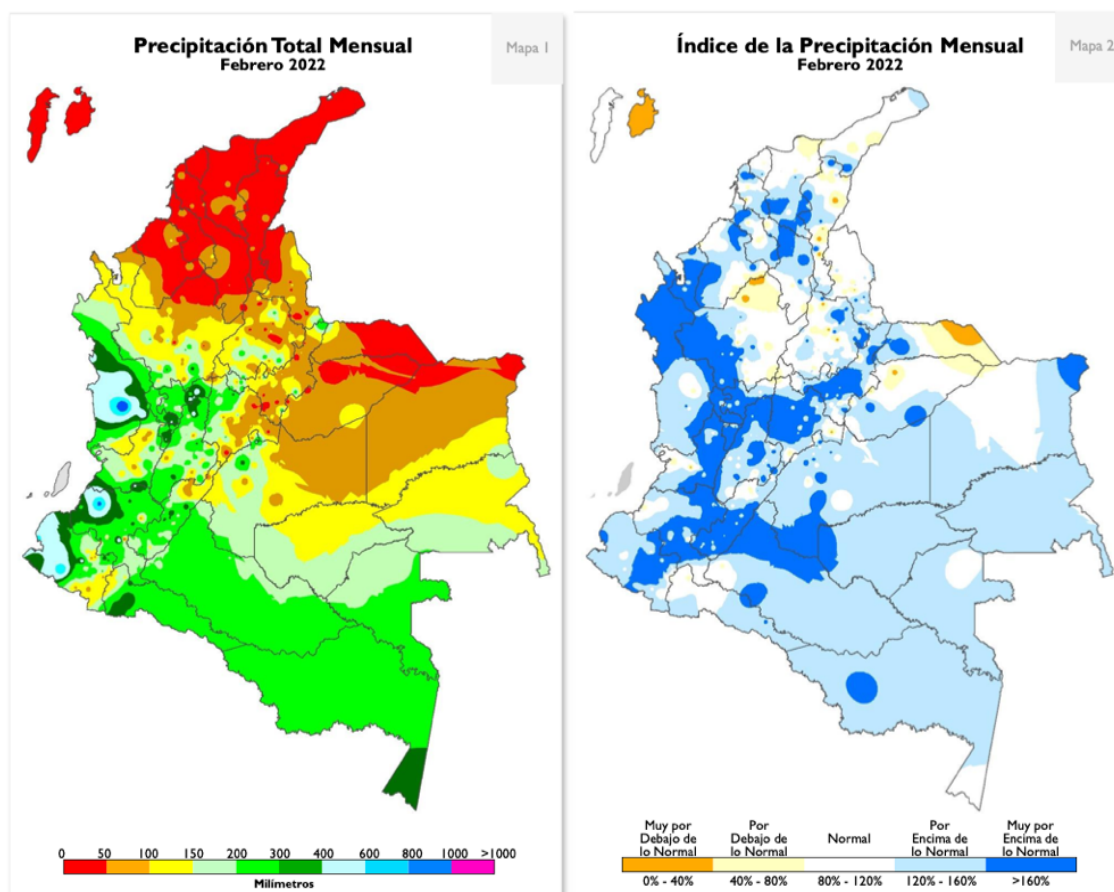 Precipitación Total Mensual
Febrero 2022
Mapa 1
0 50 100 150 200 300 400 600 800 1000 >1000
Milímetros
Índice de la Precipitación Mensual
Febrero 2022
Mapa 2
Muy por Debajo de lo Normal
Por Debajo de lo Normal
Normal
Por Encima de lo Normal
Muy por Encima de lo Normal
0% - 40% 40% - 80% 80% - 120% 120% - 160% >160%